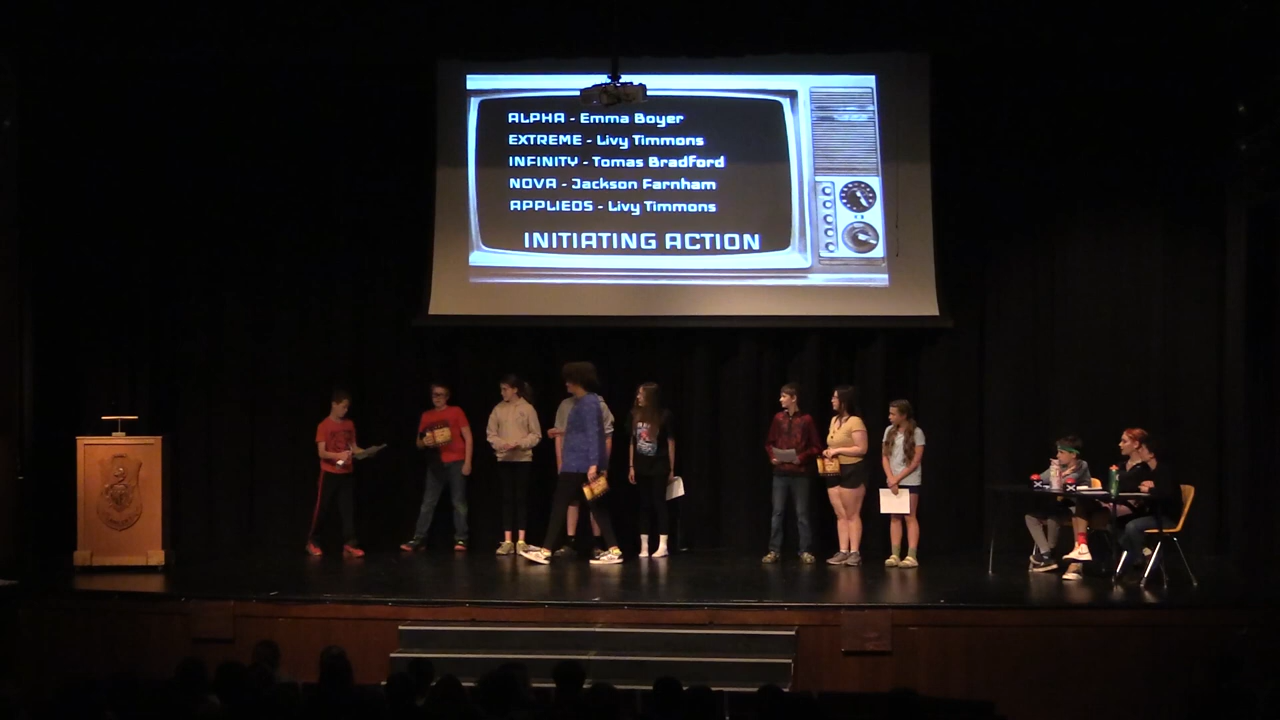 ALPHA - Emma Boyer
EXTREME - Livy Timmons
INFINITY - Tomas Bradford
NOVA - Jackson Farnham
APPLIEDS - Livy Timmons
INITIATING ACTION